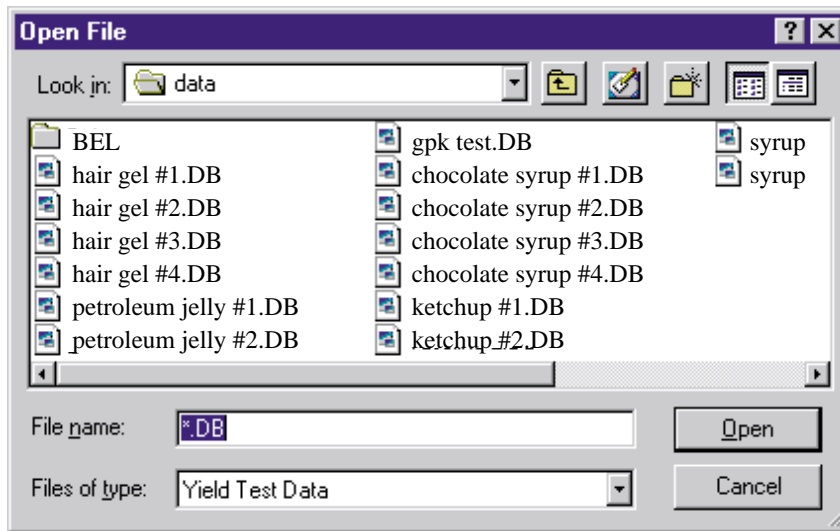 Open File
Look in: data
BEL
hair gel #1.DB
hair gel #2.DB
hair gel #3.DB
hair gel #4.DB
petroleum jelly #1.DB
petroleum jelly #2.DB
gpk test.DB
chocolate syrup #1.DB
chocolate syrup #2.DB
chocolate syrup #3.DB
chocolate syrup #4.DB
ketchup #1.DB
ketchup #2.DB
syrup
syrup
File name: *.DB
Open
Files of type: Yield Test Data
Cancel